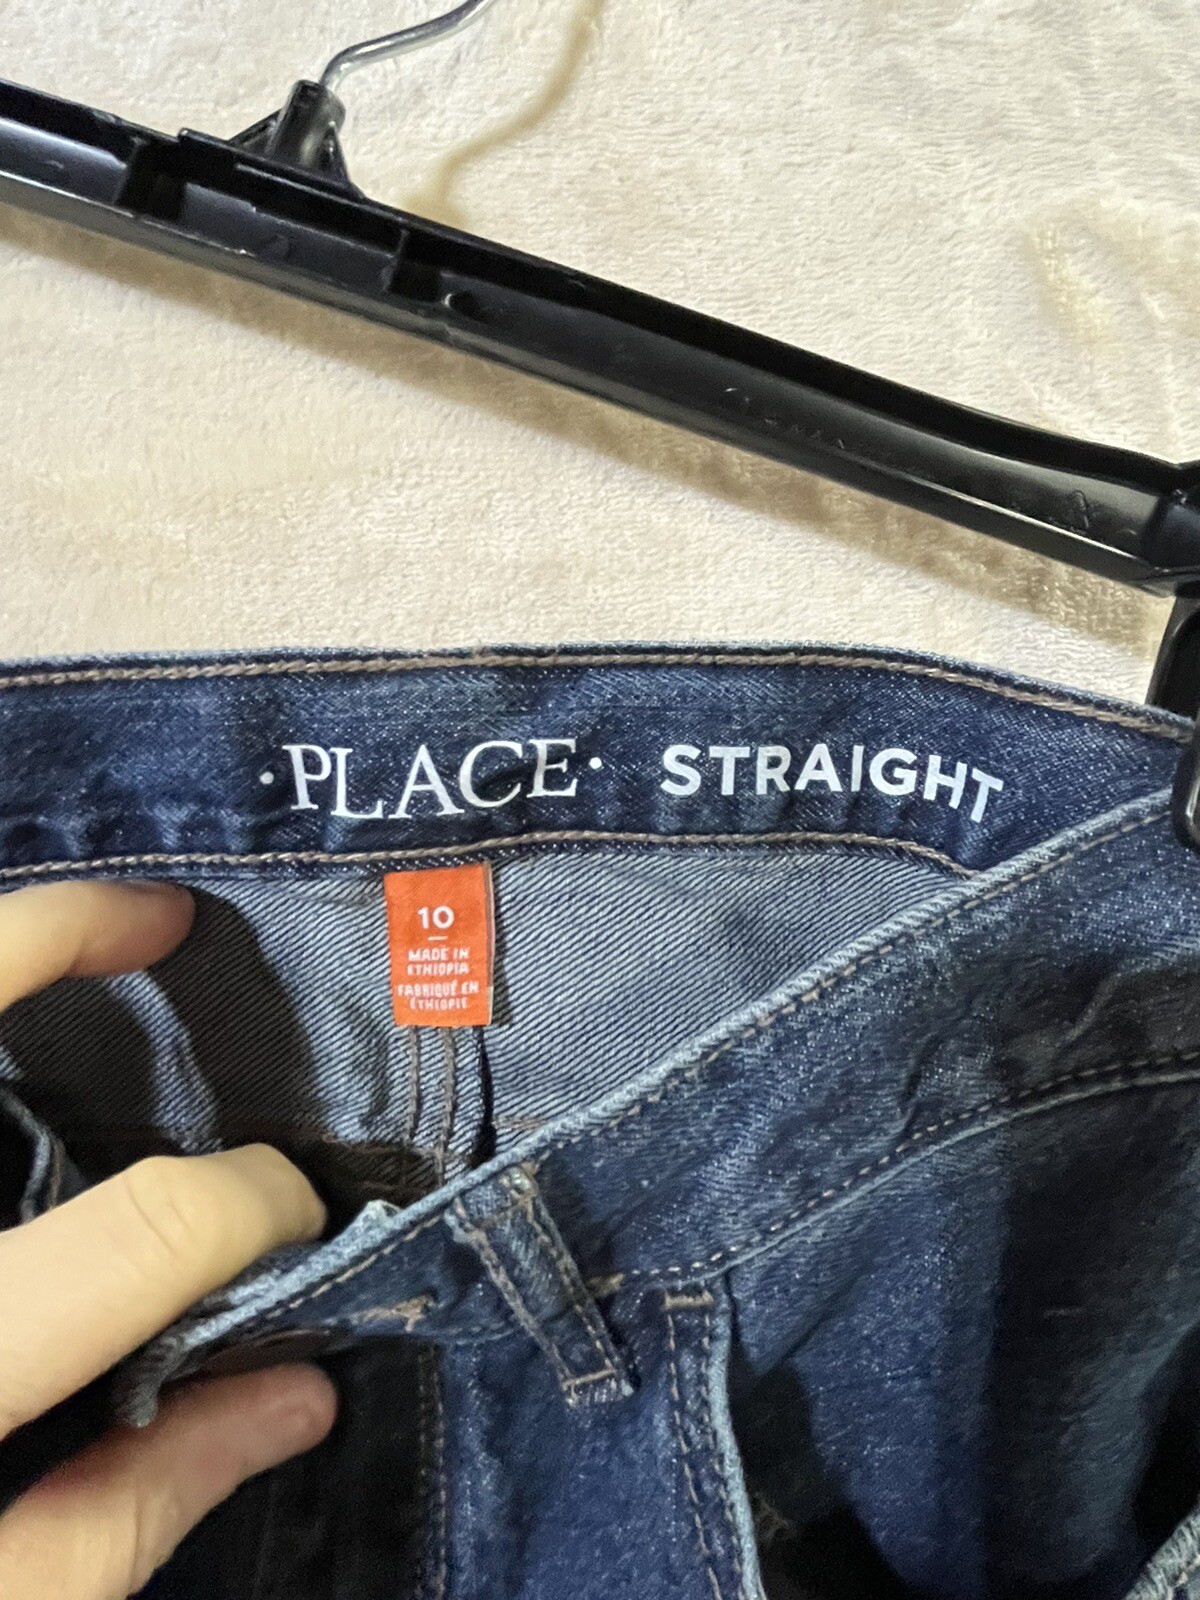 ·PLACE· STRAIGHT
10
MADE IN
ETHIOPIA
FABRIQUÉ EN
ÉTHIOPIE